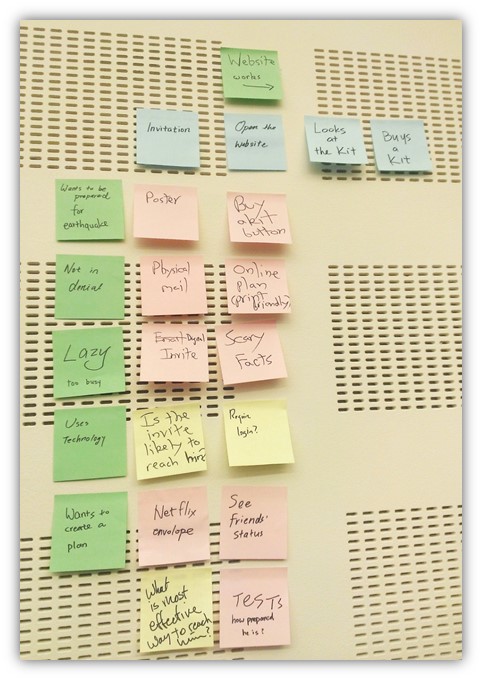 Website
works
Invitation
Open the
Website
Looks
at
the Kit
Buys
a
Kit
Wants to be
prepared
for
earthquake
Poster
Buy
a kit
button
Not in
denial
Physical
mail
Online
plan
(print
friendly)
Lazy
too busy
Digital
Invite
Scary
Facts
Uses
Technology
Is the
invite
likely to
reach him?
login?
Wants to
create a
plan
Netflix
envelope
See
friends'
status
What
is most
effective
way to reach
him?
TESTS
how prepared
he is?